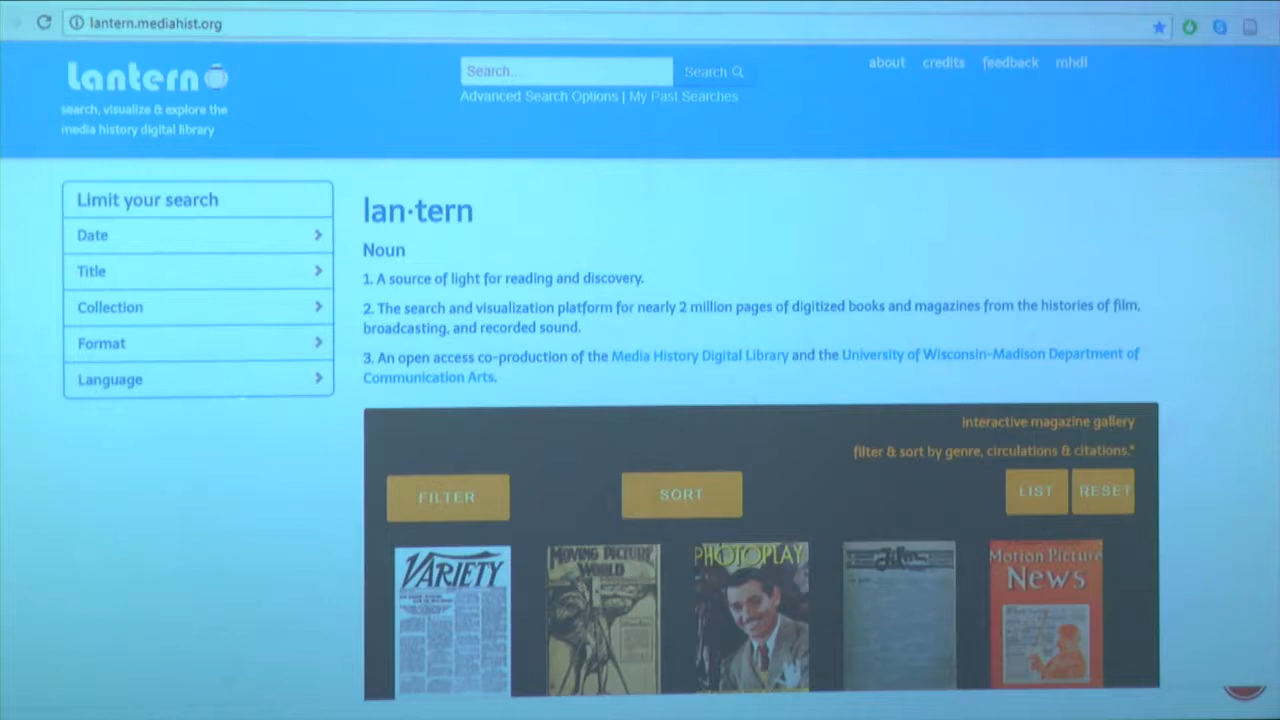 lantern.mediahist.org
lantern
search, visualize & explore the
media history digital library
Search...
Search
Advanced Search Options | My Past Searches
about credits feedback mhdl
Limit your search
Date
Title
Collection
Format
Language
lan·tern
Noun
1. A source of light for reading and discovery.
2. The search and visualization platform for nearly 2 million pages of digitized books and magazines from the histories of film,
broadcasting, and recorded sound.
3. An open access co-production of the Media History Digital Library and the University of Wisconsin-Madison Department of
Communication Arts.
interactive magazine gallery
filter & sort by genre, circulations & citations.*
FILTER
SORT
LIST
RESET
VARIETY
MOVING PICTURE
WORLD
PHOTOPLAY
Motion Picture
News